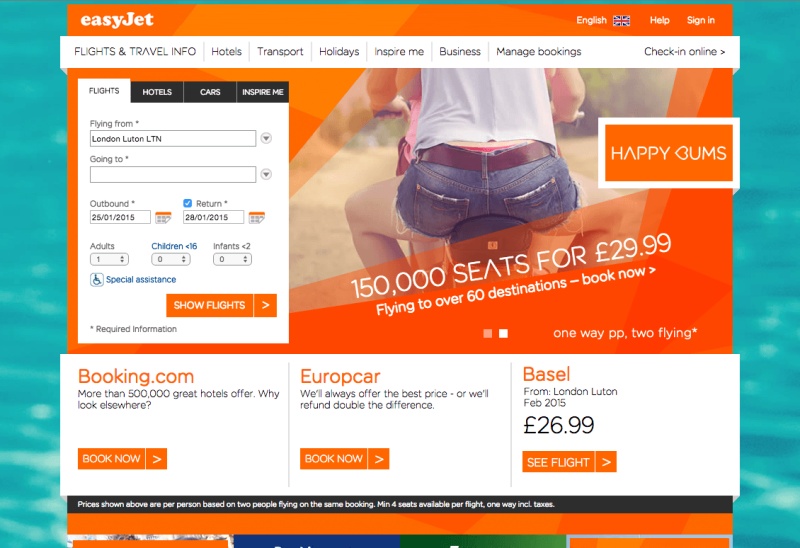 easyJet
English
Help
Sign in
FLIGHTS & TRAVEL INFO
Hotels
Transport
Holidays
Inspire me
Business
Manage bookings
Check-in online >
FLIGHTS
HOTELS
CARS
INSPIRE ME
Flying from *
London Luton LTN
Going to *
Outbound *
Return *
25/01/2015
28/01/2015
Adults
Children <16
Infants <2
1
0
0
Special assistance
SHOW FLIGHTS >
* Required Information
HAPPY BUMS
150,000 SEATS FOR £29.99
Flying to over 60 destinations – book now >
one way pp, two flying*
Booking.com
More than 500,000 great hotels offer. Why
look elsewhere?
BOOK NOW >
Europcar
We'll always offer the best price - or we'll
refund double the difference.
BOOK NOW >
Basel
From: London Luton
Feb 2015
£26.99
SEE FLIGHT >
Prices shown above are per person based on two people flying on the same booking. Min 4 seats available per flight, one way incl. taxes.